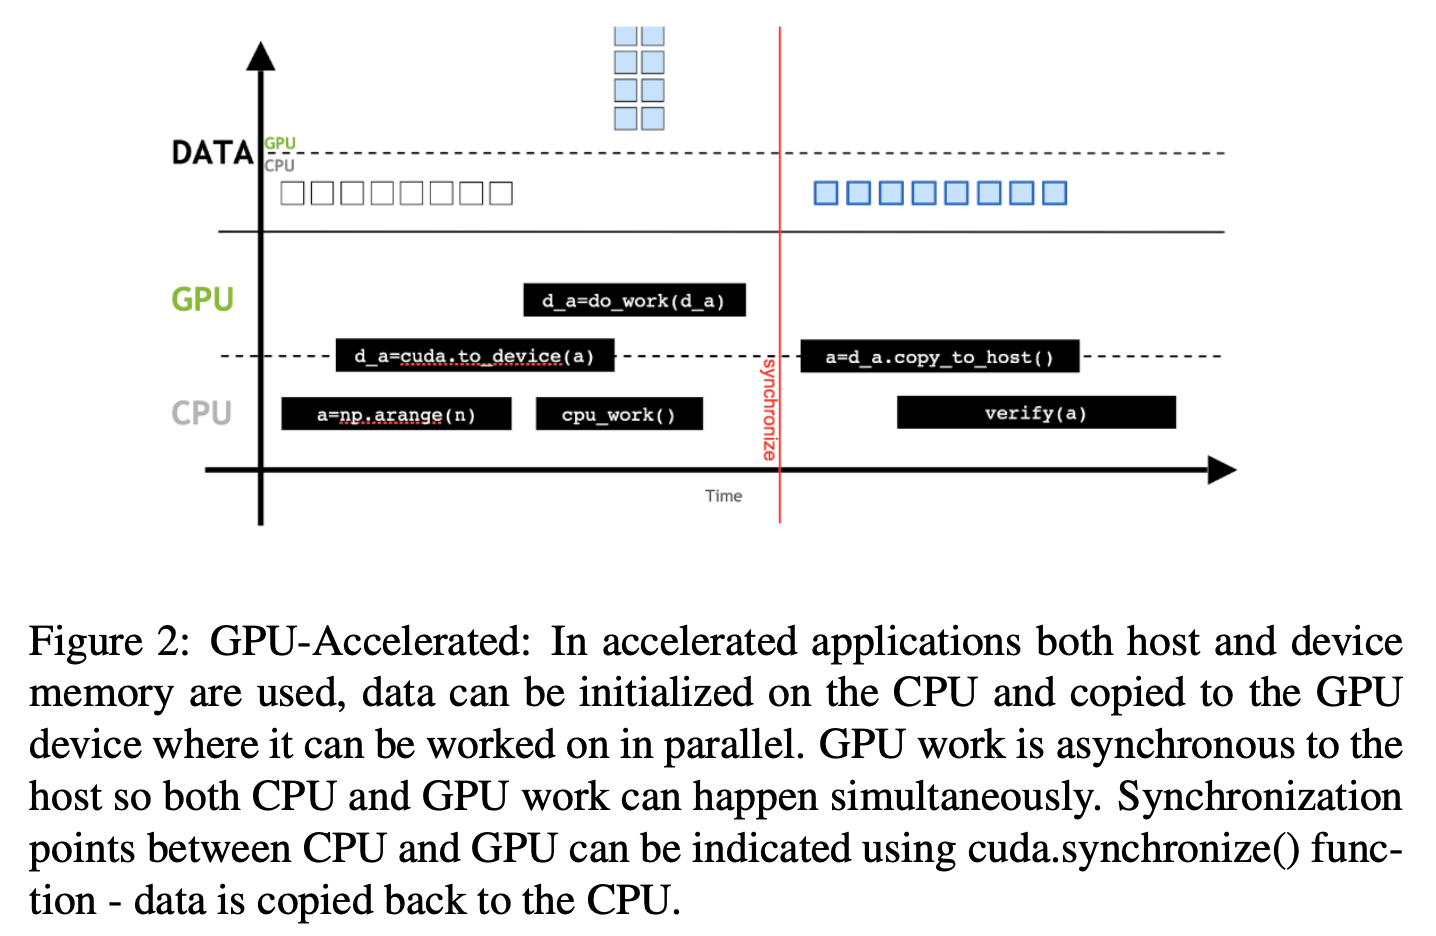 DATA
GPU
CPU
GPU
d_a=do_work(d_a)
d_a=cuda.to_device(a)
a=d_a.copy_to_host()
synchronize
CPU
a=np.arange(n)
cpu_work()
verify(a)
Time
Figure 2: GPU-Accelerated: In accelerated applications both host and device
memory are used, data can be initialized on the CPU and copied to the GPU
device where it can be worked on in parallel. GPU work is asynchronous to the
host so both CPU and GPU work can happen simultaneously. Synchronization
points between CPU and GPU can be indicated using cuda.synchronize() func-
tion - data is copied back to the CPU.